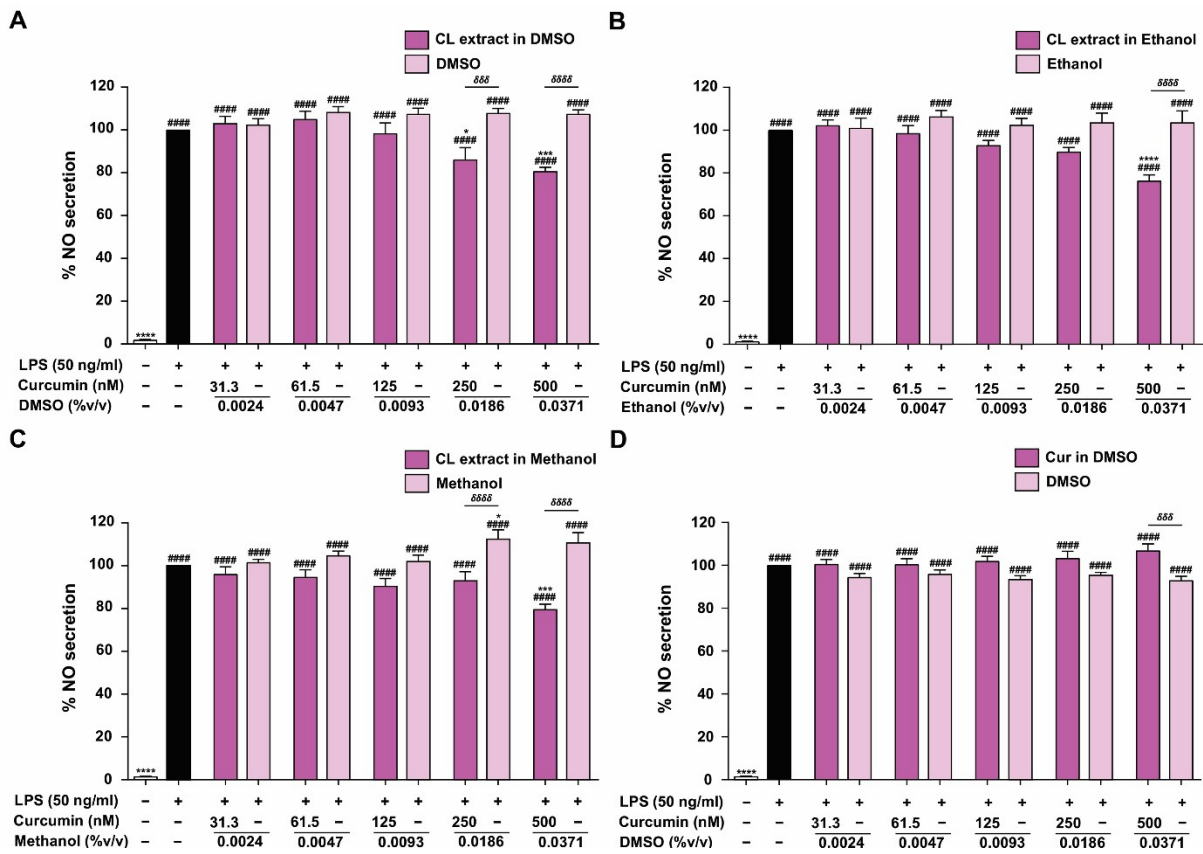 A
CL extract in DMSO
DMSO
δδδ δδδδ
#### #### #### #### #### #### #### * #### #### *** #### ####
120
100
80
60
40
20
0
% NO secretion
****
LPS (50 ng/ml) – + + + + + + + + + + +
Curcumin (nM) – – 31.3 – 61.5 – 125 – 250 – 500 –
DMSO (%v/v) – – 0.0024 0.0047 0.0093 0.0186 0.0371
B
CL extract in Ethanol
Ethanol
δδδδ
#### #### #### #### #### #### #### #### #### **** #### ####
120
100
80
60
40
20
0
% NO secretion
****
LPS (50 ng/ml) – + + + + + + + + + + +
Curcumin (nM) – – 31.3 – 61.5 – 125 – 250 – 500 –
Ethanol (%v/v) – – 0.0024 0.0047 0.0093 0.0186 0.0371
C
CL extract in Methanol
Methanol
δδδδ δδδδ
#### #### #### #### #### #### #### #### * #### *** #### ####
120
100
80
60
40
20
0
% NO secretion
****
LPS (50 ng/ml) – + + + + + + + + + + +
Curcumin (nM) – – 31.3 – 61.5 – 125 – 250 – 500 –
Methanol (%v/v) – – 0.0024 0.0047 0.0093 0.0186 0.0371
D
Cur in DMSO
DMSO
δδδ
#### #### #### #### #### #### #### #### #### #### ####
120
100
80
60
40
20
0
% NO secretion
****
LPS (50 ng/ml) – + + + + + + + + + + +
Curcumin (nM) – – 31.3 – 61.5 – 125 – 250 – 500 –
DMSO (%v/v) – – 0.0024 0.0047 0.0093 0.0186 0.0371